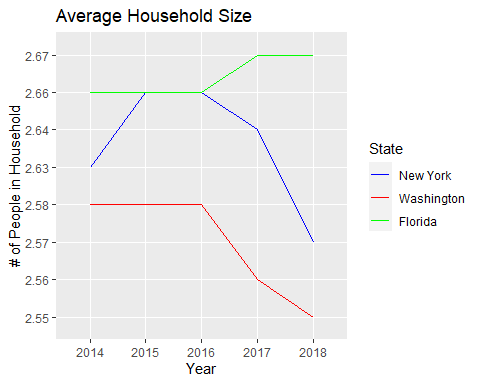 Average Household Size
# of People in IHousehold
2.67
2.66
2.64
2.63
2.58
2.57
2.56
2.55
2014 2015 2016 2017 2018
Year
State
New York
Washington
Florida